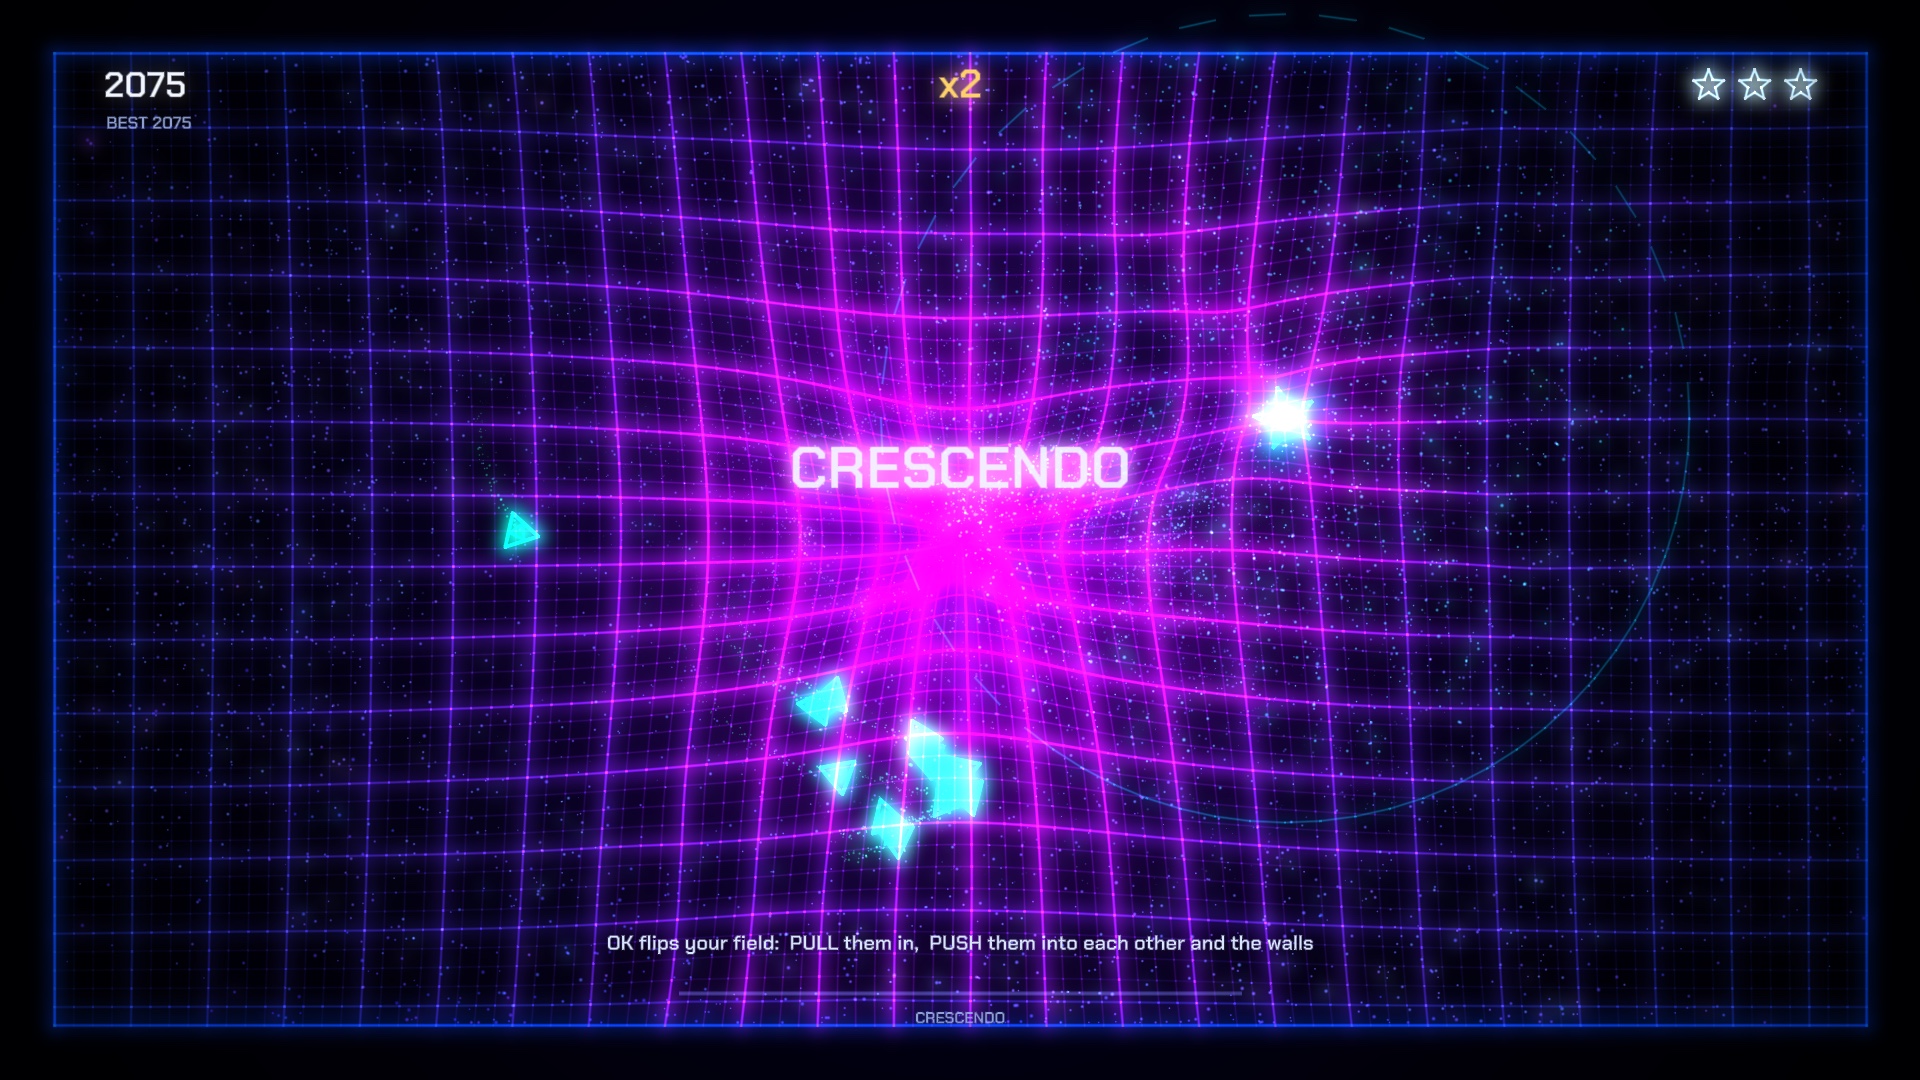 2075
x2
BEST 2075
CRESCENDO
OK flips your field: PULL them in, PUSH them into each other and the walls
CRESCENDO